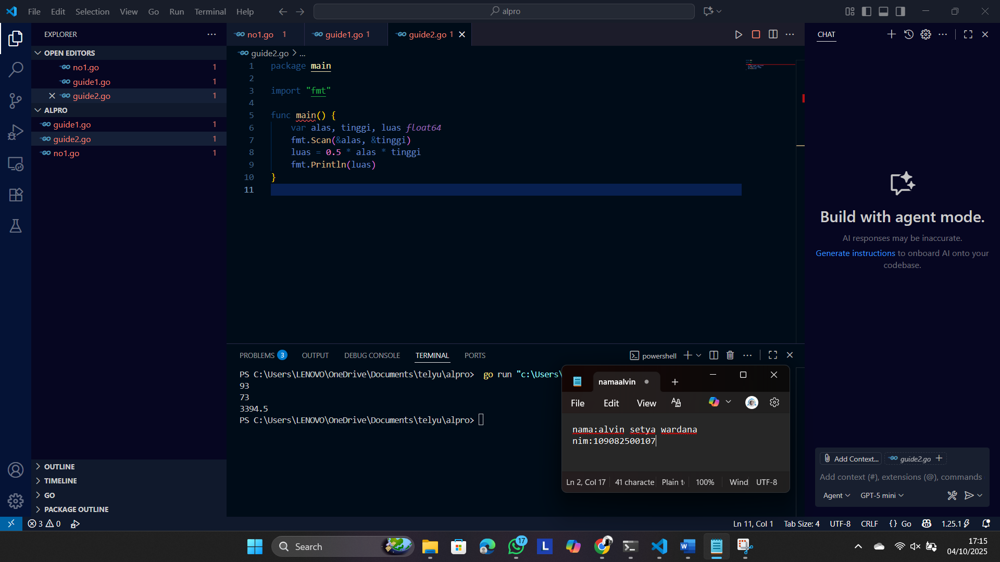 File Edit Selection View Go Run Terminal Help
alpro
EXPLORER
OPEN EDITORS
no1.go 1
guide1.go 1
guide2.go 1
ALPRO
guide1.go 1
guide2.go 1
no1.go 1
OUTLINE
TIMELINE
GO
PACKAGE OUTLINE
no1.go 1 guide1.go 1 guide2.go 1
guide2.go > ...
1 package main
2
3 import "fmt"
4
5 func main() {
6 var alas, tinggi, luas float64
7 fmt.Scan(&alas, &tinggi)
8 luas = 0.5 * alas * tinggi
9 fmt.Println(luas)
10 }
11
PROBLEMS 3 OUTPUT DEBUG CONSOLE TERMINAL PORTS
powershell
PS C:\Users\LENOVO\OneDrive\Documents\telyu\alpro> go run "c:\Users\
93
73
3394.5
PS C:\Users\LENOVO\OneDrive\Documents\telyu\alpro>
namaalvin
File Edit View
nama:alvin setya wardana
nim:109082500107
Ln 2, Col 17 41 characte Plain t 100% Wind UTF-8
CHAT
Build with agent mode.
AI responses may be inaccurate.
Generate instructions to onboard AI onto your
codebase.
Add Context... guide2.go
Add context (#), extensions (@), commands
Agent GPT-5 mini
3 0
Ln 11, Col 1 Tab Size: 4 UTF-8 CRLF {} Go 1.25.1
Search
17
L
W
17:15
04/10/2025